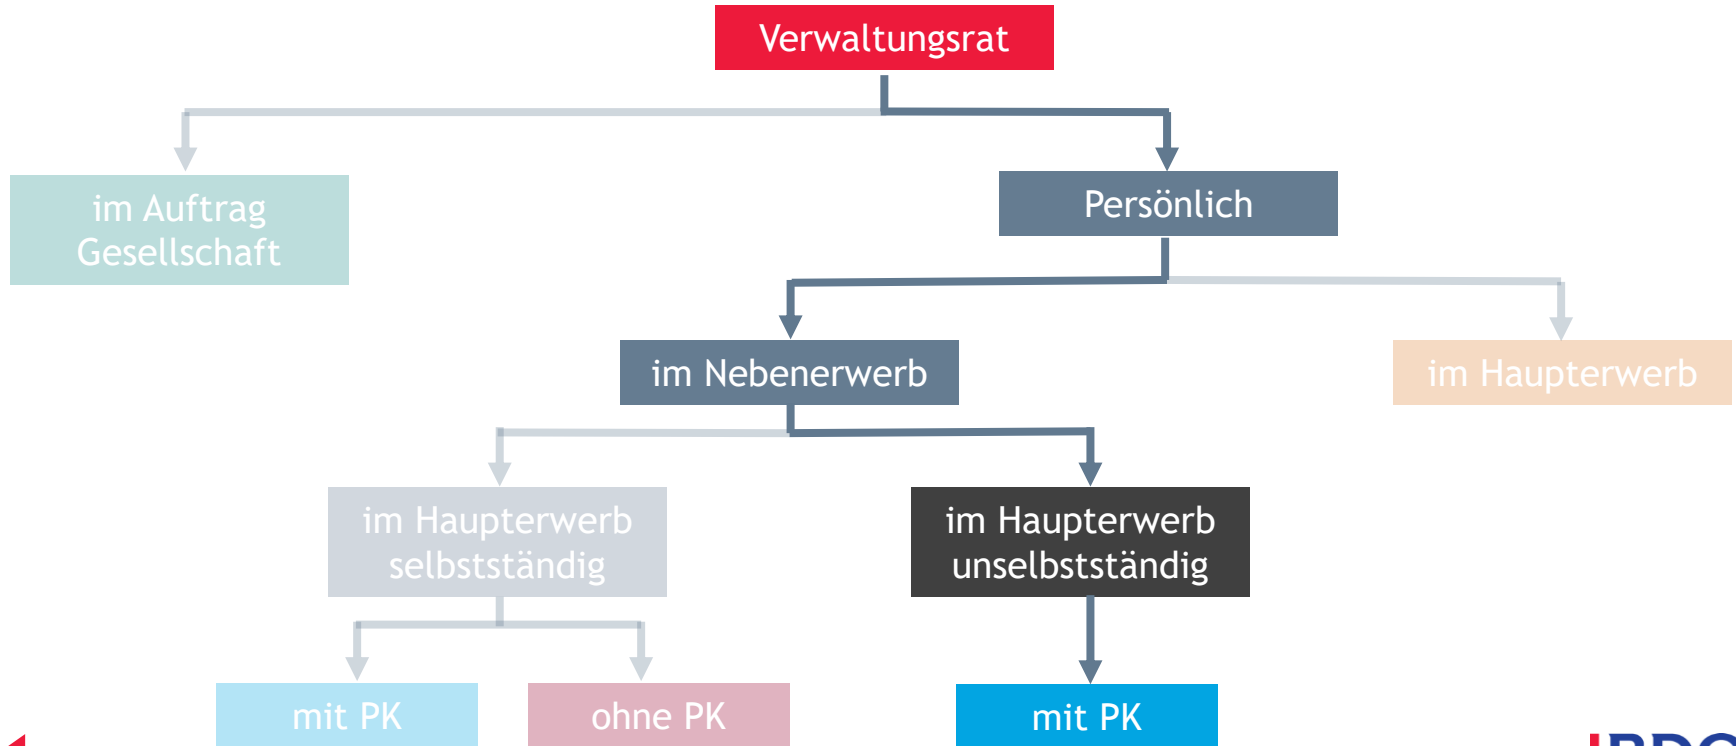 Verwaltungsrat
im Auftrag
Gesellschaft
Persönlich
im Nebenerwerb
im Haupterwerb
im Haupterwerb
selbstständig
im Haupterwerb
unselbstständig
mit PK
ohne PK
mit PK